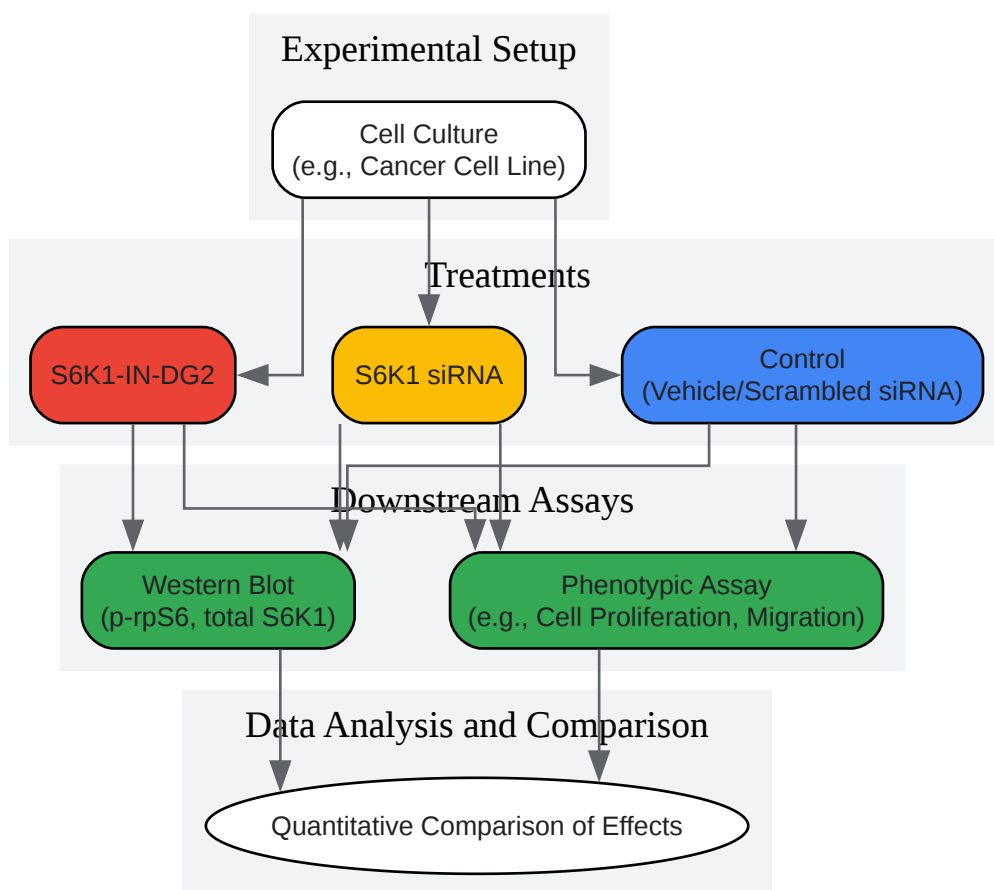 Experimental Setup
Cell Culture
(e.g., Cancer Cell Line)
Treatments
S6K1-IN-DG2
S6K1 siRNA
Control
(Vehicle/Scrambled siRNA)
Downstream Assays
Western Blot
(p-rpS6, total S6K1)
Phenotypic Assay
(e.g., Cell Proliferation, Migration)
Data Analysis and Comparison
Quantitative Comparison of Effects